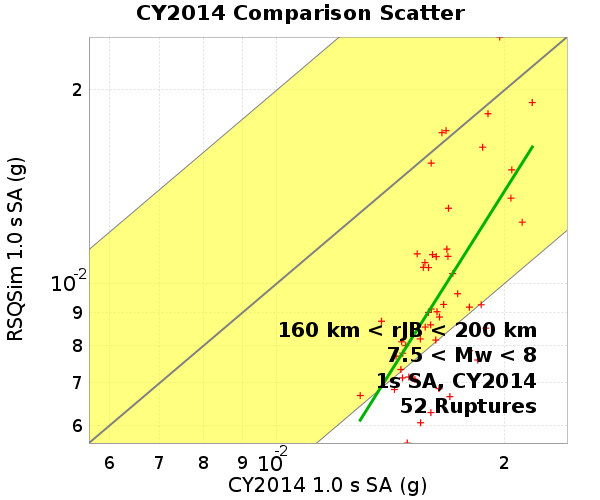 CY2014 Comparison Scatter
RSQSim 1.0 s SA (g)
2
10-2
9
8
7
6
160 km < rJB < 200 km
7.5 < Mw < 8
1s SA, CY2014
52 Ruptures
6 7 8 9 10-2 2
CY2014 1.0 s SA (g)